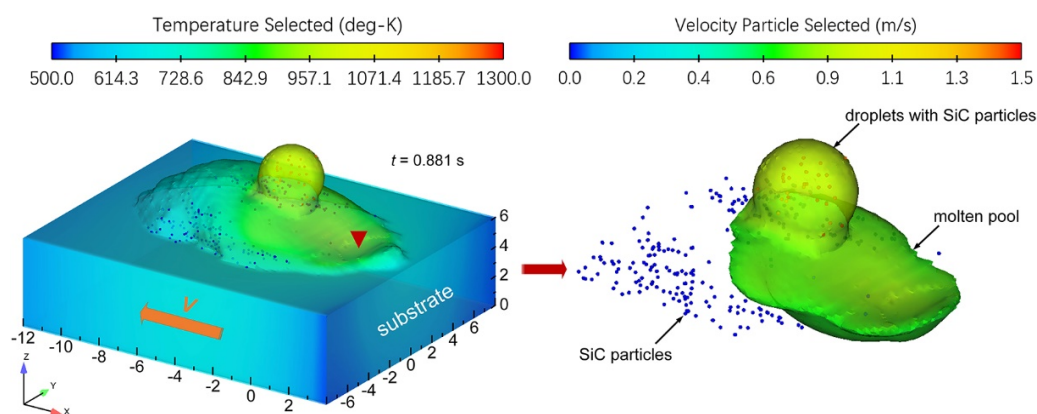 Temperature Selected (deg-K)
500.0 614.3 728.6 842.9 957.1 1071.4 1185.7 1300.0
Velocity Particle Selected (m/s)
0.0 0.2 0.4 0.6 0.9 1.1 1.3 1.5
t = 0.881 s
droplets with SiC particles
molten pool
SiC particles
substrate
V
-12 -10 -8 -6 -4 -2 0 2
-6 -4 -2 0 2 4 6
6
4
2
0
Z
Y
X